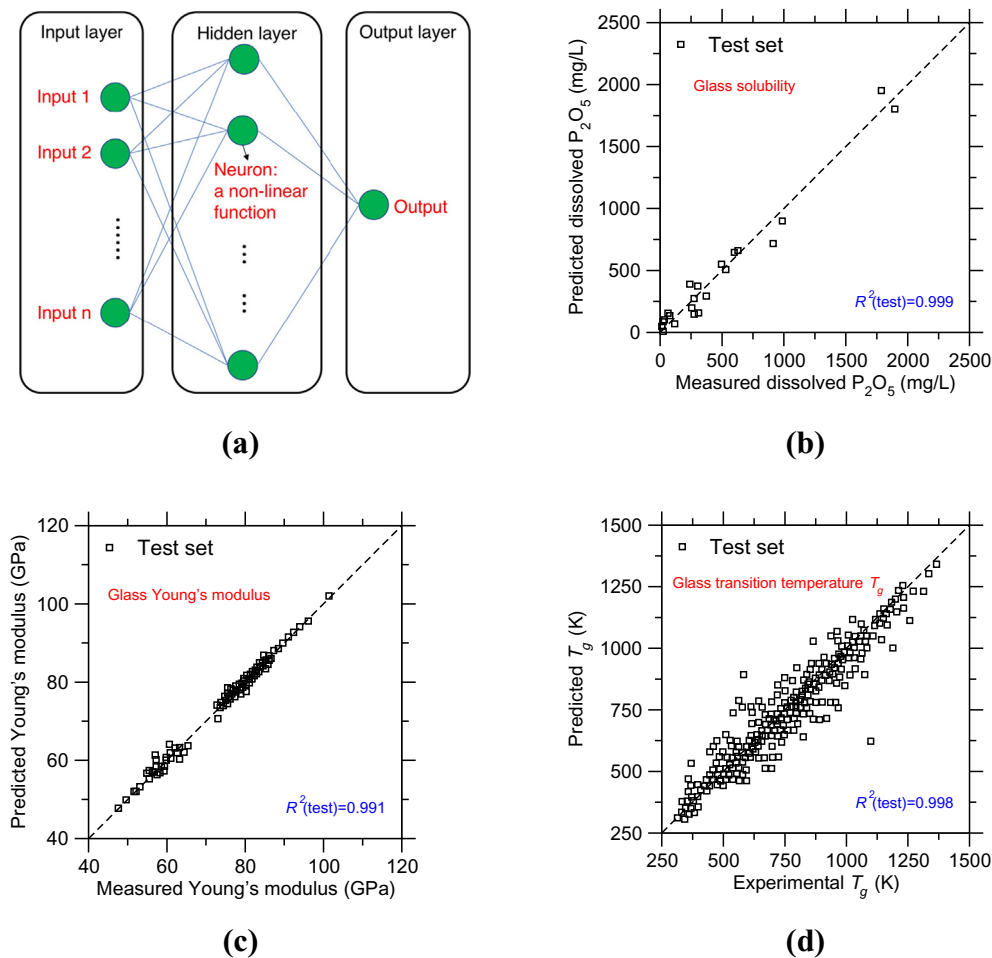 Input layer
Hidden layer
Output layer
Input 1
Input 2
Input n
Neuron:
a non-linear
function
Output
(a)
Predicted dissolved P2O5 (mg/L)
2500
2000
1500
1000
500
0
Test set
Glass solubility
R2(test)=0.999
0 500 1000 1500 2000 2500
Measured dissolved P2O5 (mg/L)
(b)
Predicted Young's modulus (GPa)
120
100
80
60
40
Test set
Glass Young's modulus
R2(test)=0.991
40 60 80 100 120
Measured Young's modulus (GPa)
(c)
Predicted Tg (K)
1500
1250
1000
750
500
250
Test set
Glass transition temperature Tg
R2(test)=0.998
250 500 750 1000 1250 1500
Experimental Tg (K)
(d)